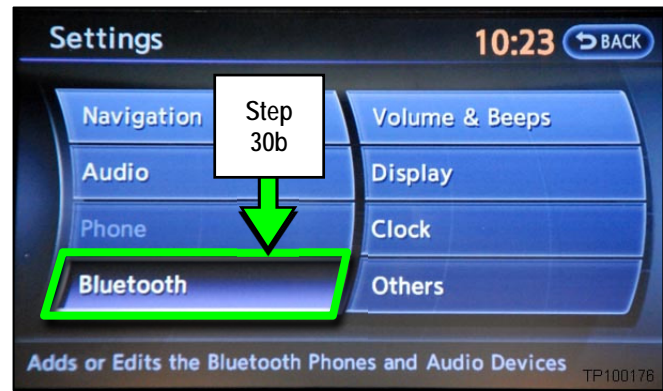 Settings
10:23 BACK
Navigation
Step
30b
Volume & Beeps
Audio
Display
Phone
Clock
Bluetooth
Others
Adds or Edits the Bluetooth Phones and Audio Devices
TP100176